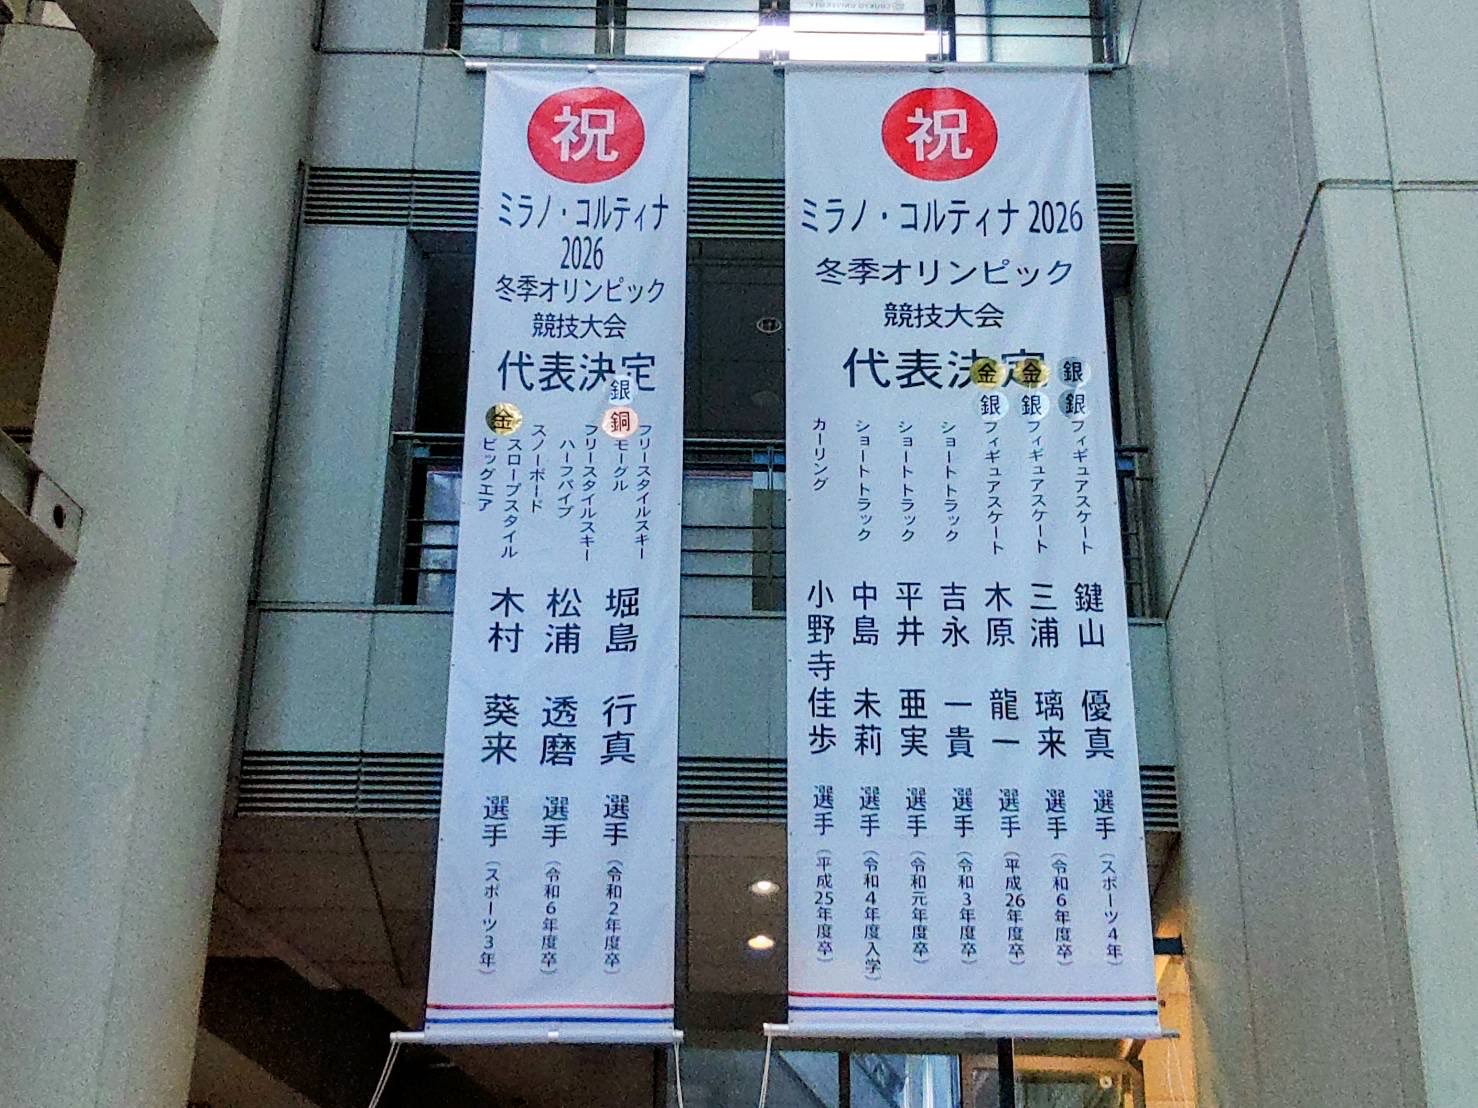 祝
ミラノ・コルティナ
2026
冬季オリンピック
競技大会
代表決定
銀
銅
フリースタイルスキー
モーグル
堀島 行真 選手(令和2年度卒)
フリースタイルスキー
ハーフパイプ
松浦 透磨 選手(令和6年度卒)
金
スノーボード
スロープスタイル
ビッグエア
木村 葵来 選手(スポーツ3年)
祝
ミラノ・コルティナ 2026
冬季オリンピック
競技大会
代表決定
銀
銀
フィギュアスケート
鍵山 優真 選手(スポーツ4年)
金
銀
フィギュアスケート
三浦 璃来 選手(令和6年度卒)
金
銀
フィギュアスケート
木原 龍一 選手(平成26年度卒)
ショートトラック
吉永 一貴 選手(令和3年度卒)
ショートトラック
平井 亜実 選手(令和元年度卒)
ショートトラック
中島 未莉 選手(令和4年度入学)
カーリング
小野寺 佳歩 選手(平成25年度卒)